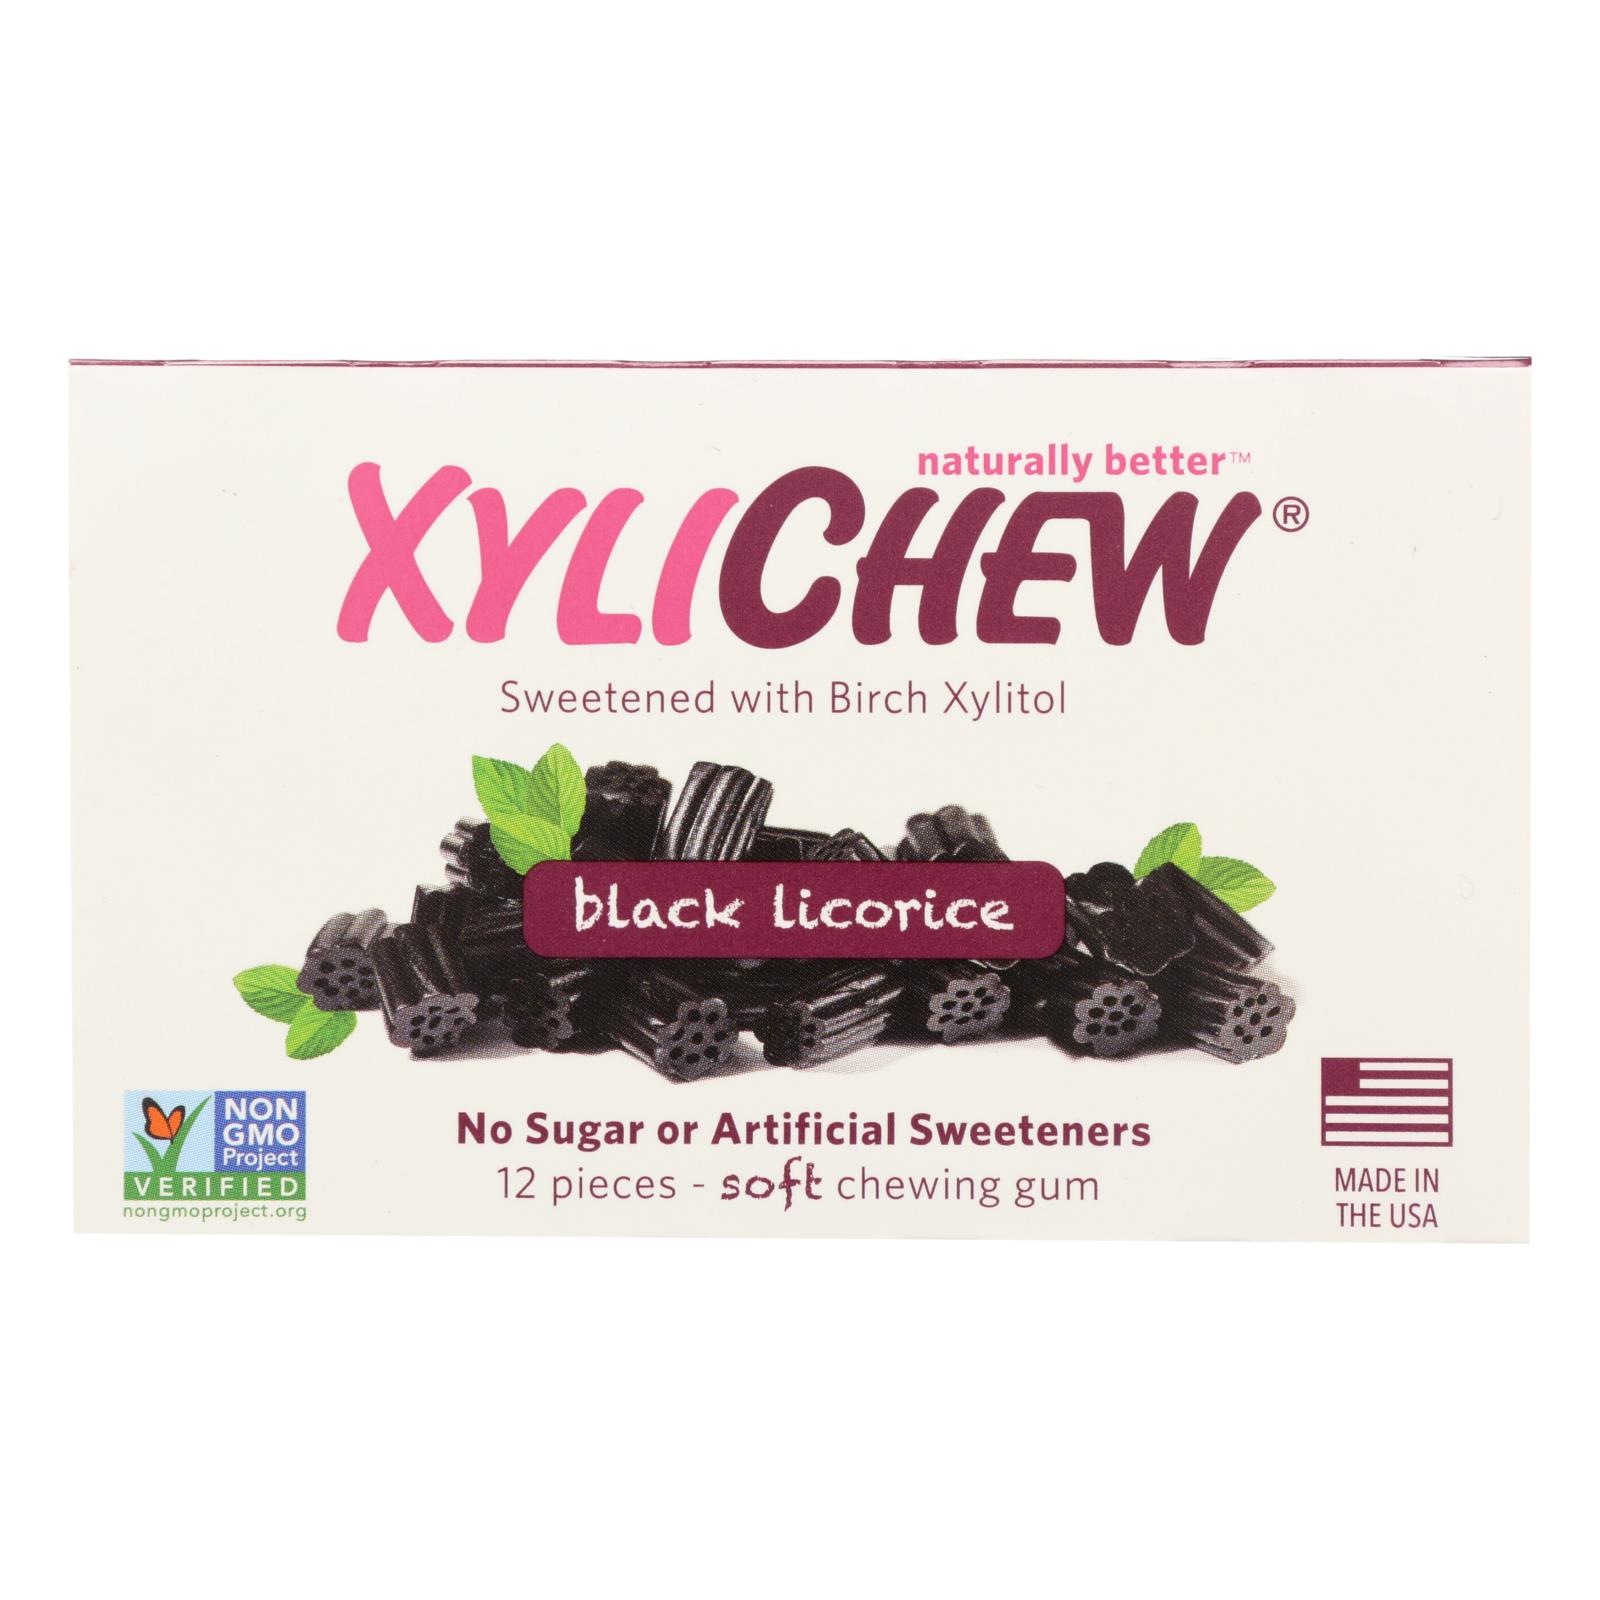 naturally better™
XYLICHEW®
Sweetened with Birch Xylitol
black licorice
No Sugar or Artificial Sweeteners
12 pieces - soft chewing gum
NON
GMO
Project
VERIFIED
nongmoproject.org
MADE IN
THE USA